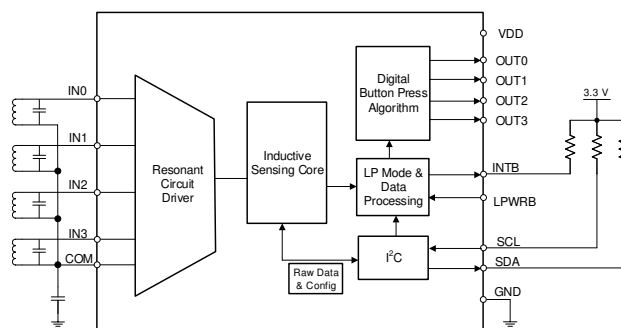 VDD
IN0
OUT0
OUT1
OUT2
OUT3
Digital
Button Press
Algorithm
3.3 V
IN1
Resonant
Circuit
Driver
Inductive
Sensing Core
LP Mode &
Data
Processing
INTB
LPWRB
IN2
IN3
COM
I²C
SCL
SDA
Raw Data
& Config
GND